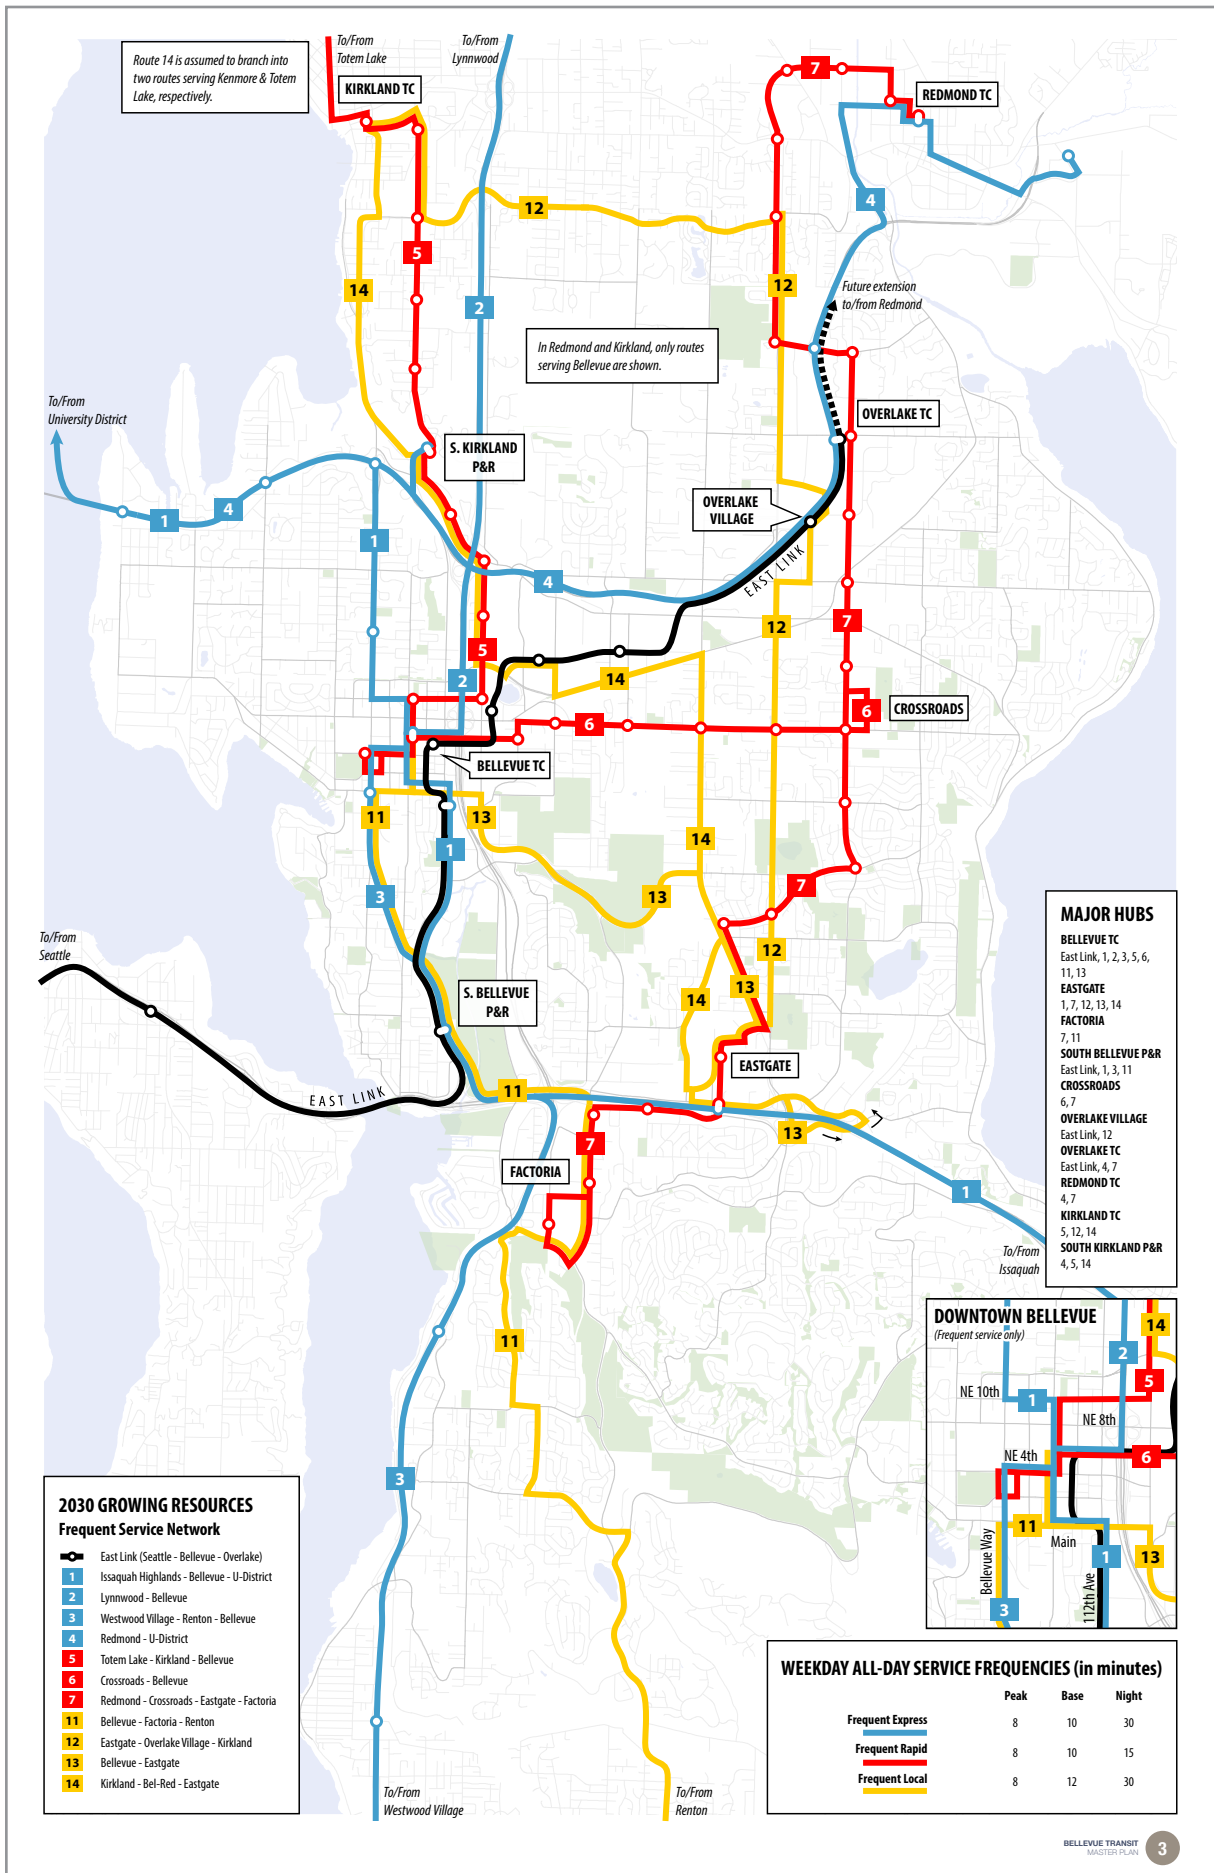 To/From
Totem Lake
To/From
Lynnwood
Route 14 is assumed to branch into
two routes serving Kenmore & Totem
Lake, respectively.
KIRKLAND TC
7
REDMOND TC
4
12
5
14
12
2
Future extension
to/from Redmond
In Redmond and Kirkland, only routes
serving Bellevue are shown.
To/From
University District
OVERLAKE TC
S. KIRKLAND
P&R
OVERLAKE
VILLAGE
1
4
1
EAST LINK
4
12
7
5
14
2
6
CROSSROADS
6
BELLEVUE TC
11
13
14
1
7
3
13
To/From
Seattle
12
13
14
S. BELLEVUE
P&R
EASTGATE
EAST LINK
11
13
7
FACTORIA
1
To/From
Issaquah
11
3
To/From
Westwood Village
To/From
Renton
MAJOR HUBS
BELLEVUE TC
East Link, 1, 2, 3, 5, 6,
11, 13
EASTGATE
1, 7, 12, 13, 14
FACTORIA
7, 11
SOUTH BELLEVUE P&R
East Link, 1, 3, 11
CROSSROADS
6, 7
OVERLAKE VILLAGE
East Link, 12
OVERLAKE TC
East Link, 4, 7
REDMOND TC
4, 7
KIRKLAND TC
5, 12, 14
SOUTH KIRKLAND P&R
4, 5, 14
DOWNTOWN BELLEVUE
(Frequent service only)
14
2
5
NE 10th
1
NE 8th
NE 4th
6
11
Main
Bellevue Way
1
13
112th Ave
3
2030 GROWING RESOURCES
Frequent Service Network
East Link (Seattle - Bellevue - Overlake)
1 Issaquah Highlands - Bellevue - U-District
2 Lynnwood - Bellevue
3 Westwood Village - Renton - Bellevue
4 Redmond - U-District
5 Totem Lake - Kirkland - Bellevue
6 Crossroads - Bellevue
7 Redmond - Crossroads - Eastgate - Factoria
11 Bellevue - Factoria - Renton
12 Eastgate - Overlake Village - Kirkland
13 Bellevue - Eastgate
14 Kirkland - Bel-Red - Eastgate
WEEKDAY ALL-DAY SERVICE FREQUENCIES (in minutes)
Peak Base Night
Frequent Express 8 10 30
Frequent Rapid 8 10 15
Frequent Local 8 12 30
BELLEVUE TRANSIT
MASTER PLAN
3